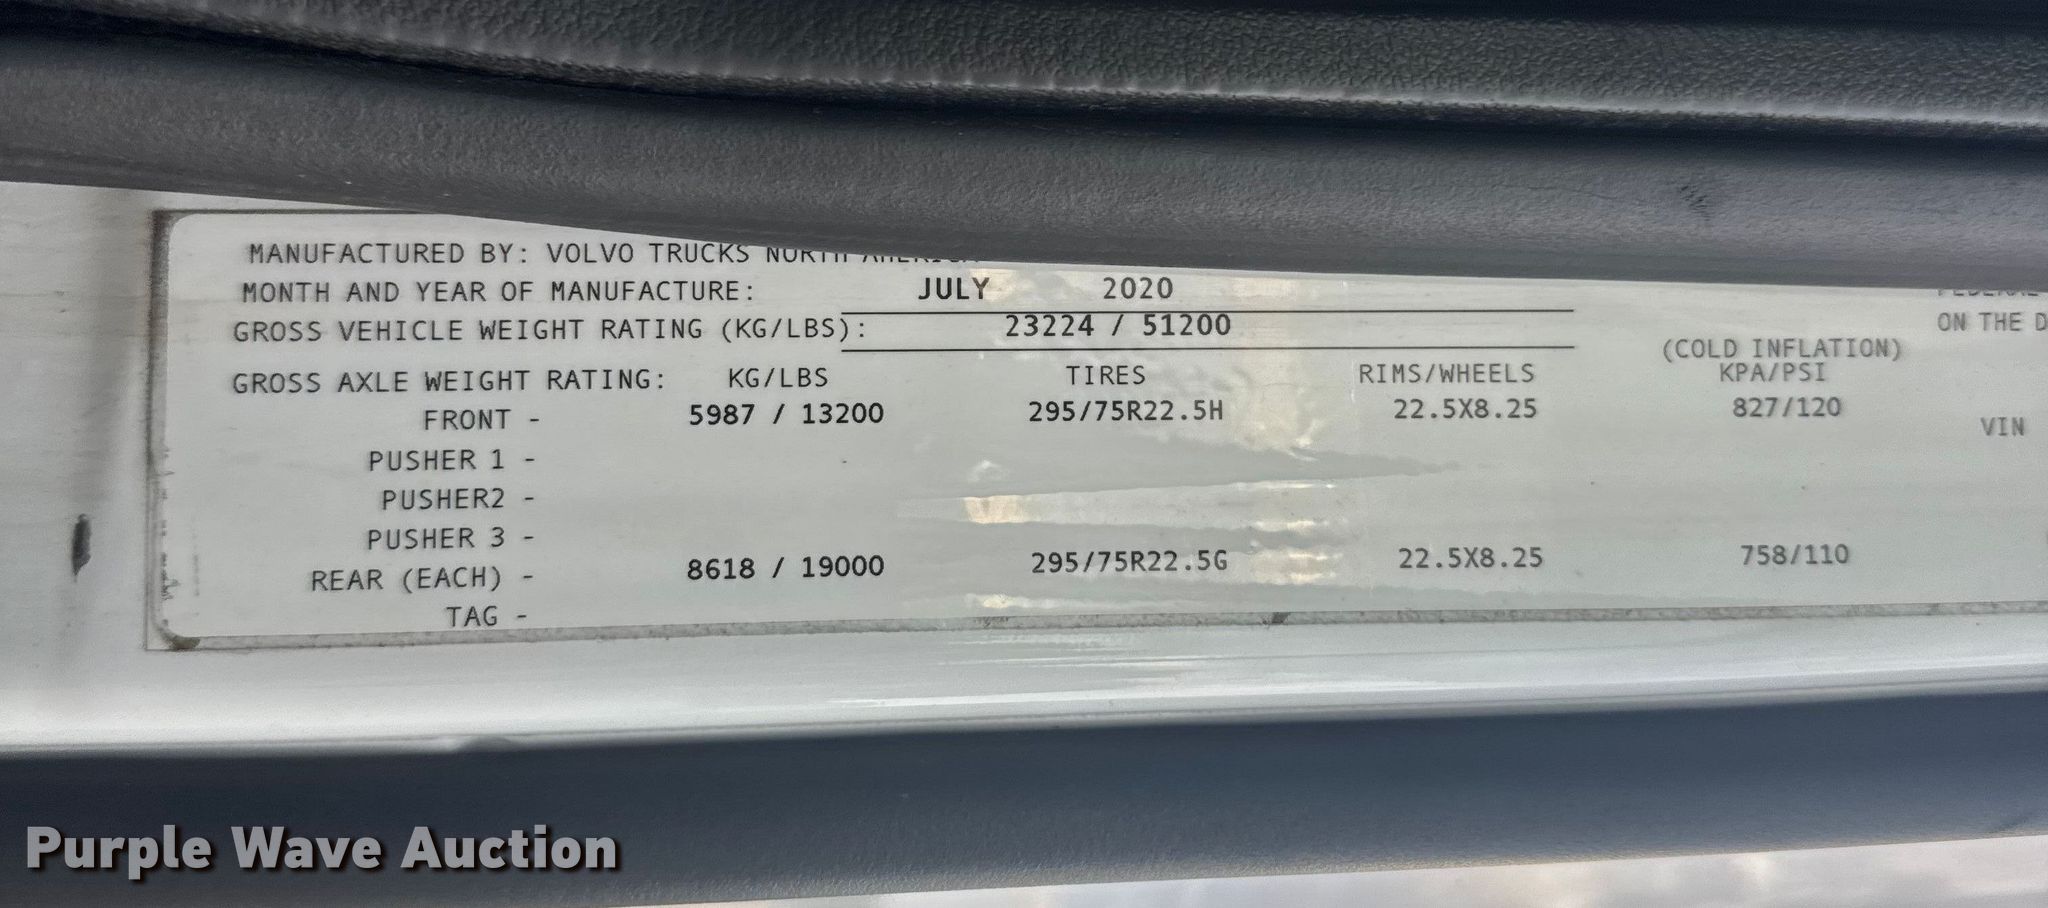 MANUFACTURED BY: VOLVO TRUCKS NORTH AMERICA
MONTH AND YEAR OF MANUFACTURE: JULY 2020
GROSS VEHICLE WEIGHT RATING (KG/LBS): 23224 / 51200
ON THE D
(COLD INFLATION)
GROSS AXLE WEIGHT RATING: KG/LBS TIRES RIMS/WHEELS KPA/PSI
FRONT - 5987 / 13200 295/75R22.5H 22.5X8.25 827/120
VIN
PUSHER 1 -
PUSHER2 -
PUSHER 3 -
REAR (EACH) - 8618 / 19000 295/75R22.5G 22.5X8.25 758/110
TAG -
Purple Wave Auction